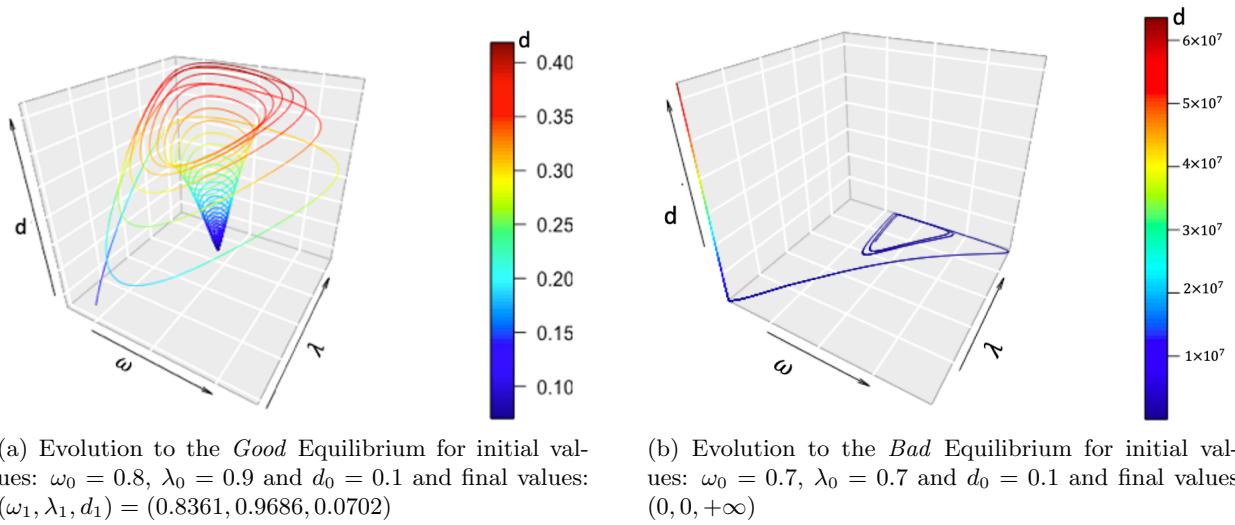 d
0.40
0.35
0.30
0.25
0.20
0.15
0.10
d
ω
λ
d
6×10⁷
5×10⁷
4×10⁷
3×10⁷
2×10⁷
1×10⁷
d
ω
λ
(a) Evolution to the Good Equilibrium for initial val-
ues: ω₀ = 0.8, λ₀ = 0.9 and d₀ = 0.1 and final values:
(ω₁, λ₁, d₁) = (0.8361, 0.9686, 0.0702)
(b) Evolution to the Bad Equilibrium for initial val-
ues: ω₀ = 0.7, λ₀ = 0.7 and d₀ = 0.1 and final values
(0, 0, +∞)